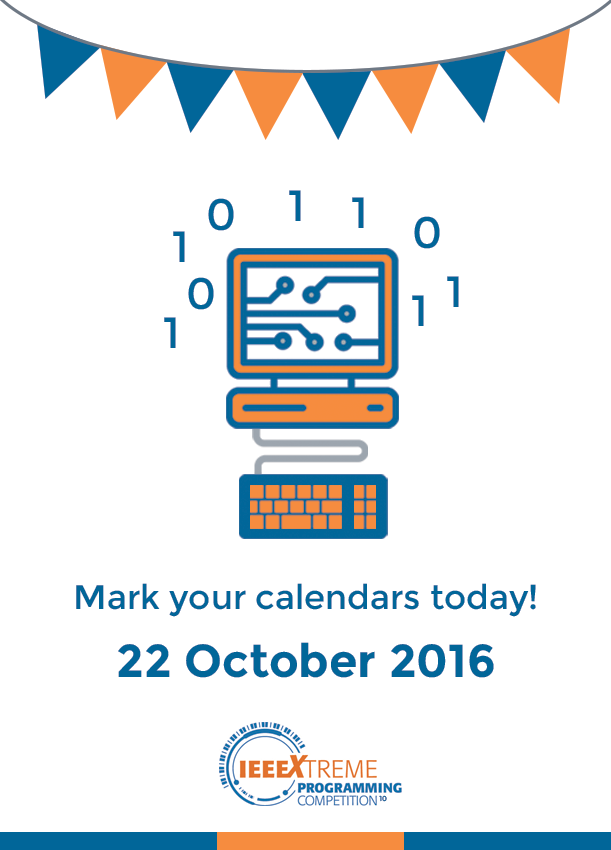 1 0 1 1 0
1 0 1 1
1
Mark your calendars today!
22 October 2016
IEEEXTREME
PROGRAMMING
COMPETITION 10